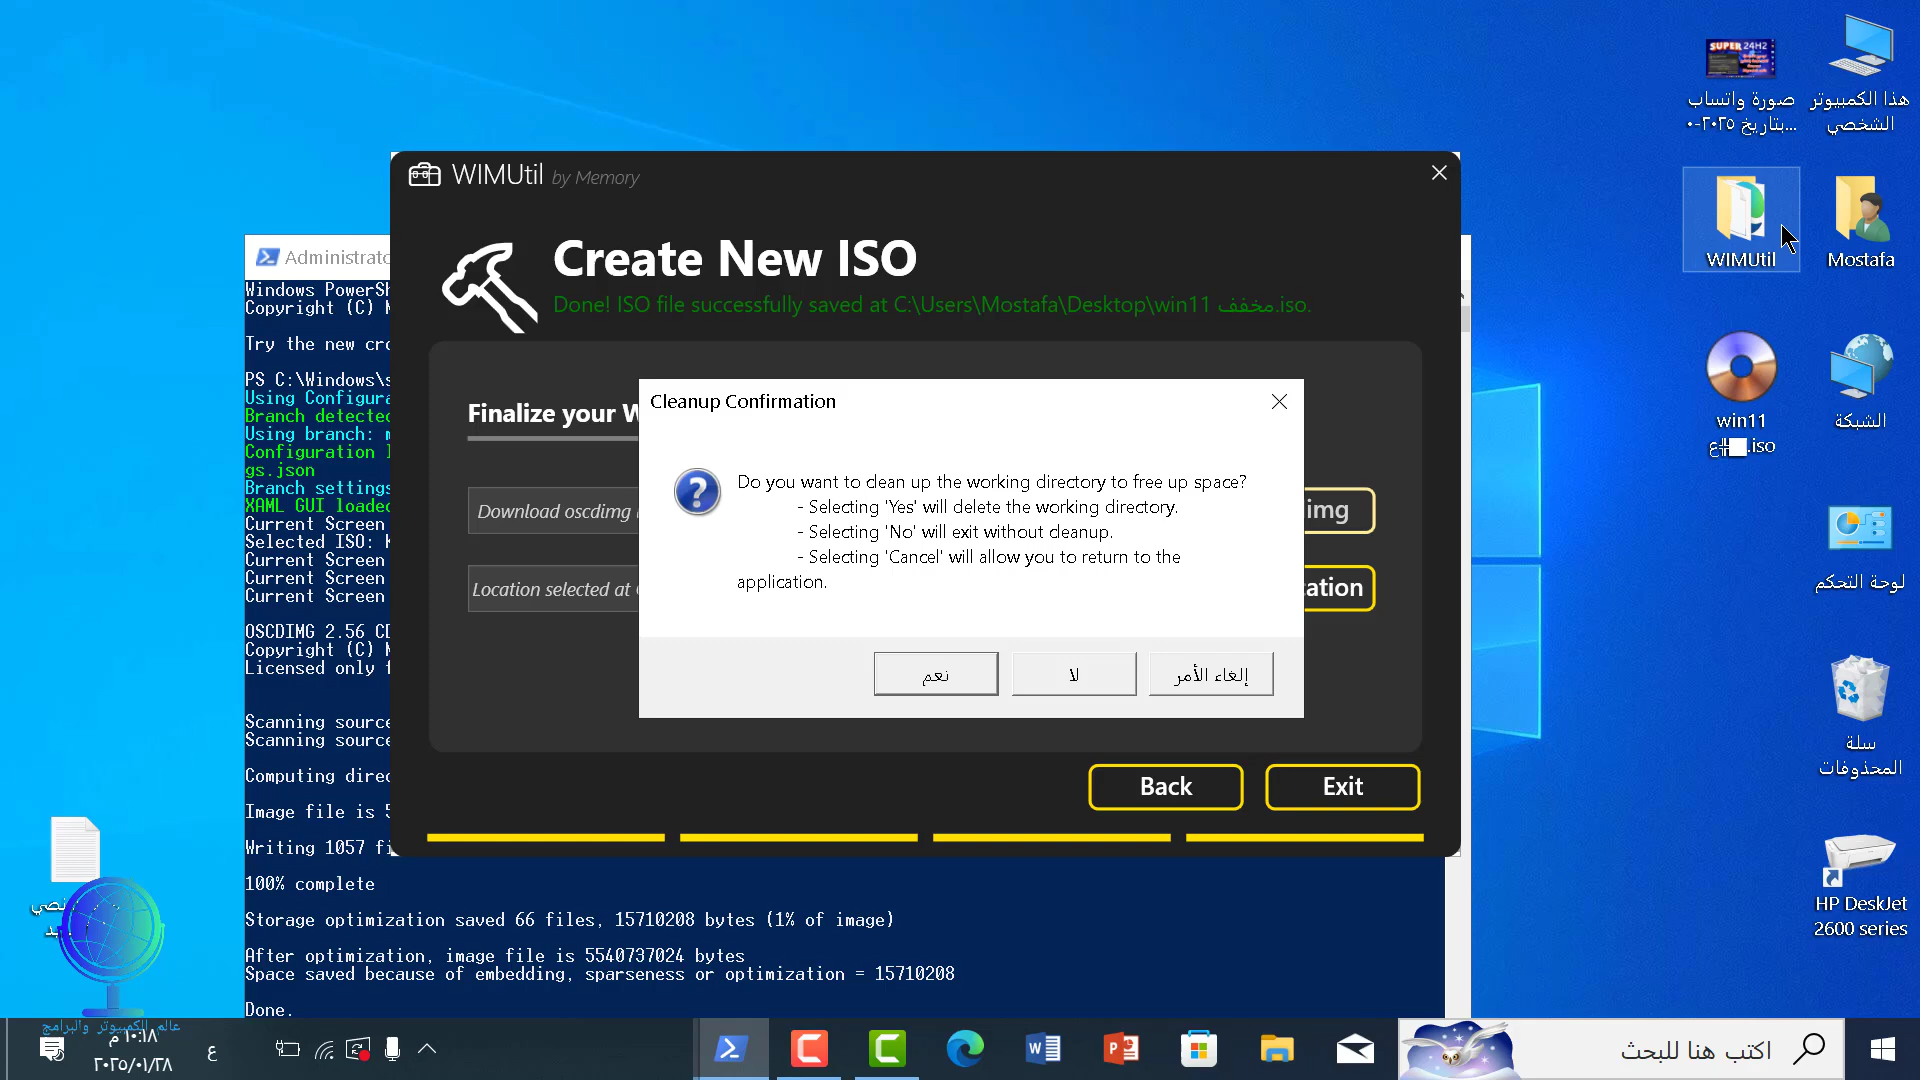 SUPER 24H2
صورة واتساب
بتاريخ ٢٠٢٥-٠...
هذا الكمبيوتر
الشخصي
WIMUtil
Mostafa
win11
.iso
الشبكة
لوحة التحكم
سلة
المحذوفات
HP DeskJet
2600 series
WIMUtil by Memory
Create New ISO
Done! ISO file successfully saved at C:\Users\Mostafa\Desktop\win11 مخفف.iso.
Finalize your W
Download oscdimg
img
Location selected at
ation
Cleanup Confirmation
Do you want to clean up the working directory to free up space?
- Selecting 'Yes' will delete the working directory.
- Selecting 'No' will exit without cleanup.
- Selecting 'Cancel' will allow you to return to the
application.
نعم
لا
إلغاء الأمر
Back
Exit
Administrato
Windows PowerSh
Copyright (C) M
Try the new cro
PS C:\Windows\s
Using Configura
Branch detected
Using branch: m
Configuration l
gs.json
Branch settings
XAML GUI loaded
Current Screen
Selected ISO: K
Current Screen
Current Screen
Current Screen
OSCDIMG 2.56 CD
Copyright (C) M
Licensed only f
Scanning source
Scanning source
Computing direc
Image file is 5
Writing 1057 fi
100% complete
Storage optimization saved 66 files, 15710208 bytes (1% of image)
After optimization, image file is 5540737024 bytes
Space saved because of embedding, sparseness or optimization = 15710208
Done.
عالم الكمبيوتر والبرامج
١٠:١٨ م
٢٠٢٥/٠١/٢٨
ع
اكتب هنا للبحث